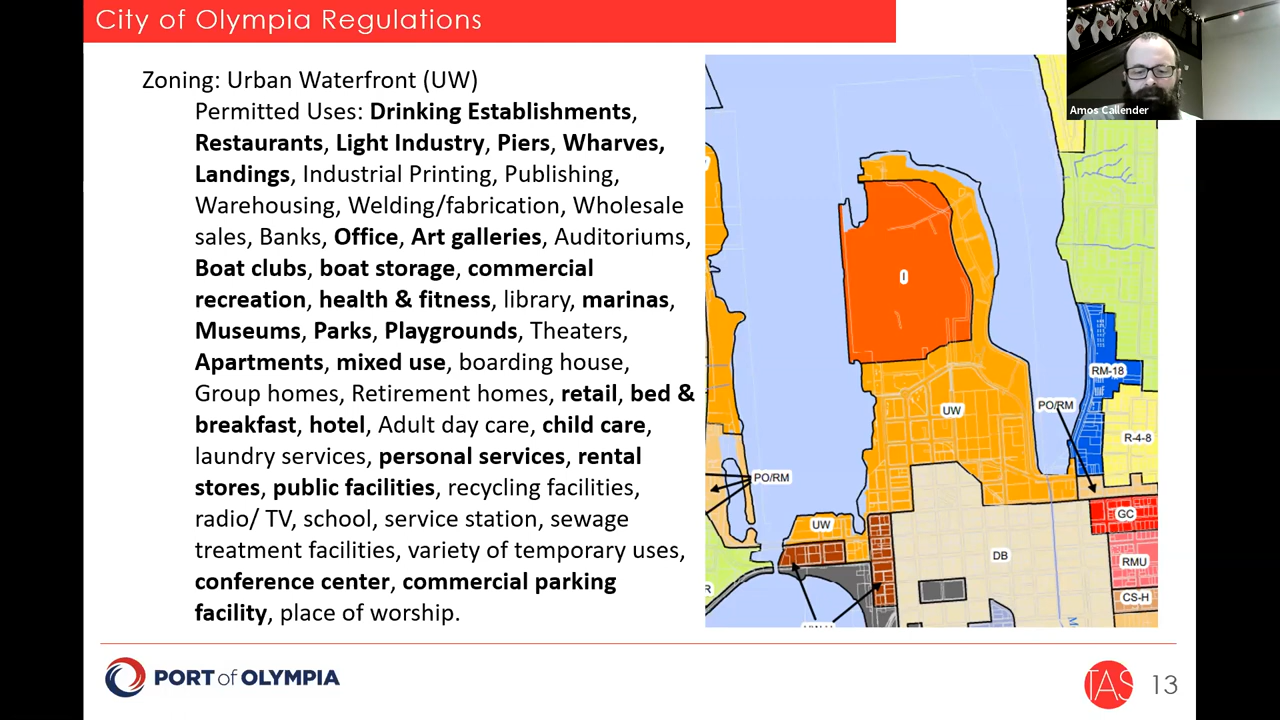 City of Olympia Regulations
Amos Callender
Zoning: Urban Waterfront (UW)
Permitted Uses: Drinking Establishments,
Restaurants, Light Industry, Piers, Wharves,
Landings, Industrial Printing, Publishing,
Warehousing, Welding/fabrication, Wholesale
sales, Banks, Office, Art galleries, Auditoriums,
Boat clubs, boat storage, commercial
recreation, health & fitness, library, marinas,
Museums, Parks, Playgrounds, Theaters,
Apartments, mixed use, boarding house,
Group homes, Retirement homes, retail, bed &
breakfast, hotel, Adult day care, child care,
laundry services, personal services, rental
stores, public facilities, recycling facilities,
radio/ TV, school, service station, sewage
treatment facilities, variety of temporary uses,
conference center, commercial parking
facility, place of worship.
I
RM-18
PO/RM
UW
R-4-8
PO/RM
GC
UW
DB
RMU
R
CS-H
PORT of OLYMPIA
TAS
13